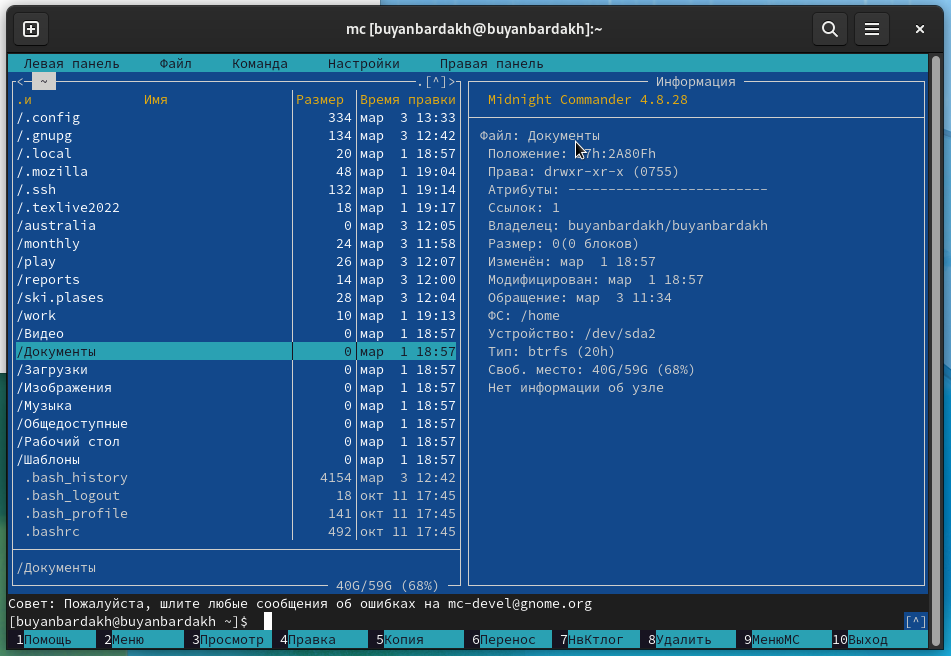 mc [buyanbardakh@buyanbardakh]:~
Левая панель Файл Команда Настройки Правая панель
<─ ~ .[^]>
.и Имя Размер Время правки
/.config 334 мар 3 13:33
/.gnupg 134 мар 3 12:42
/.local 20 мар 1 18:57
/.mozilla 48 мар 1 19:04
/.ssh 132 мар 1 19:14
/.texlive2022 18 мар 1 19:17
/australia 0 мар 3 12:05
/monthly 24 мар 3 11:58
/play 26 мар 3 12:07
/reports 14 мар 3 12:00
/ski.plases 28 мар 3 12:04
/work 10 мар 1 19:13
/Видео 0 мар 1 18:57
/Документы 0 мар 1 18:57
/Загрузки 0 мар 1 18:57
/Изображения 0 мар 1 18:57
/Музыка 0 мар 1 18:57
/Общедоступные 0 мар 1 18:57
/Рабочий стол 0 мар 1 18:57
/Шаблоны 0 мар 1 18:57
.bash_history 4154 мар 3 12:42
.bash_logout 18 окт 11 17:45
.bash_profile 141 окт 11 17:45
.bashrc 492 окт 11 17:45
/Документы
40G/59G (68%)
Информация
Midnight Commander 4.8.28
Файл: Документы
Положение: 7h:2A80Fh
Права: drwxr-xr-x (0755)
Атрибуты: -------------------------
Ссылок: 1
Владелец: buyanbardakh/buyanbardakh
Размер: 0(0 блоков)
Изменён: мар 1 18:57
Модифицирован: мар 1 18:57
Обращение: мар 3 11:34
ФС: /home
Устройство: /dev/sda2
Тип: btrfs (20h)
Своб. место: 40G/59G (68%)
Нет информации об узле
Совет: Пожалуйста, шлите любые сообщения об ошибках на mc-devel@gnome.org
[buyanbardakh@buyanbardakh ~]$ [^]
1Помощь 2Меню 3Просмотр 4Правка 5Копия 6Перенос 7НвКтлог 8Удалить 9МенюMC 10Выход